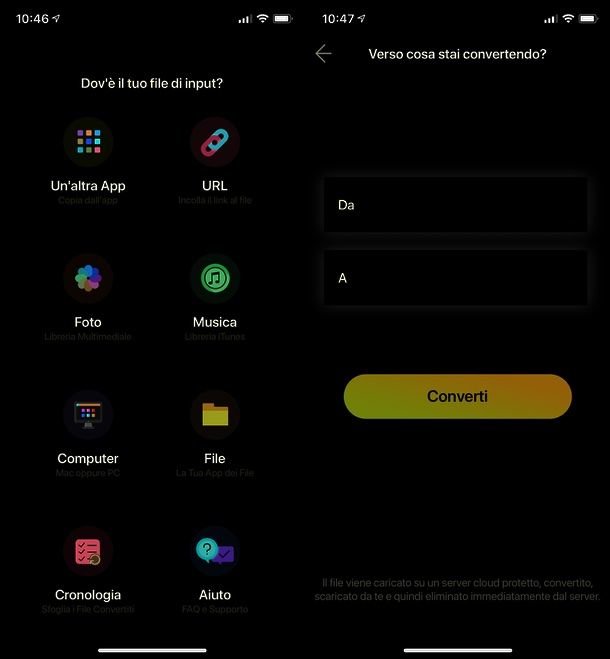 10:46
Dov'è il tuo file di input?
Un'altra App
Copia dall'app
URL
Incolla il link al file
Foto
Libreria Multimediale
Musica
Libreria iTunes
Computer
Mac oppure PC
File
La Tua App dei File
Cronologia
Sfoglia i File Convertiti
Aiuto
FAQ e Supporto
10:47
Verso cosa stai convertendo?
Da
A
Converti
Il file viene caricato su un server cloud protetto, convertito,
scaricato da te e quindi eliminato immediatamente dal server.